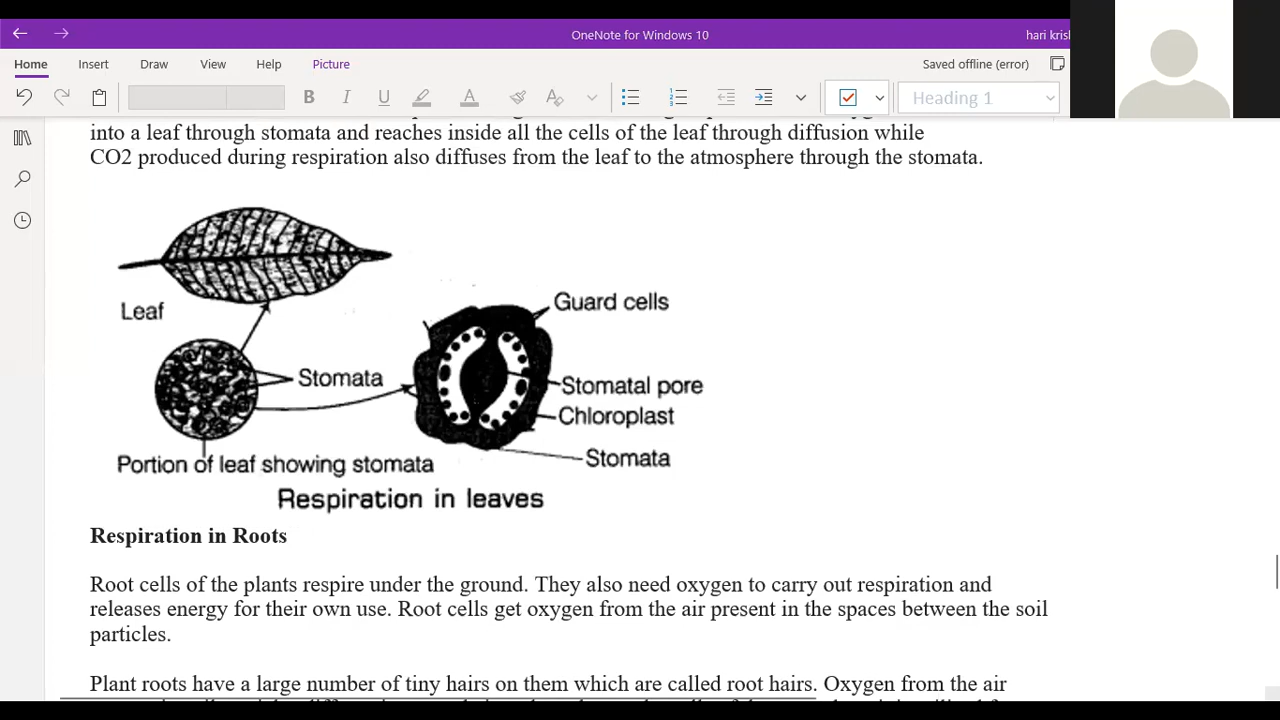 OneNote for Windows 10
hari krish
Home Insert Draw View Help Picture
Saved offline (error)
B I U A
Heading 1
into a leaf through stomata and reaches inside all the cells of the leaf through diffusion while
CO2 produced during respiration also diffuses from the leaf to the atmosphere through the stomata.
Leaf
Guard cells
Stomata
Stomatal pore
Chloroplast
Stomata
Portion of leaf showing stomata
Respiration in leaves
Respiration in Roots
Root cells of the plants respire under the ground. They also need oxygen to carry out respiration and
releases energy for their own use. Root cells get oxygen from the air present in the spaces between the soil
particles.
Plant roots have a large number of tiny hairs on them which are called root hairs. Oxygen from the air